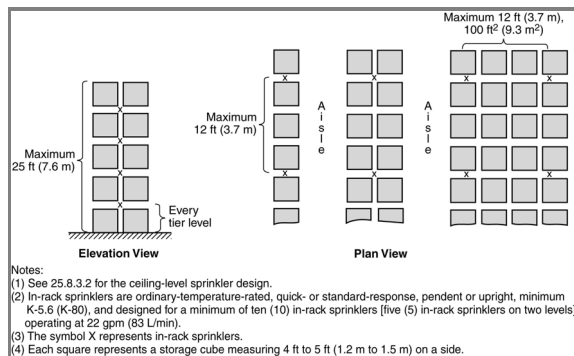 Maximum 12 ft (3.7 m),
100 ft² (9.3 m²)
Maximum
25 ft (7.6 m)
x
x
x
x
Every
tier level
Elevation View
Maximum
12 ft (3.7 m)
x
x
Aisle
x
x
Aisle
x
x
x
x
Plan View
Notes:
(1) See 25.8.3.2 for the ceiling-level sprinkler design.
(2) In-rack sprinklers are ordinary-temperature-rated, quick- or standard-response, pendent or upright, minimum
K-5.6 (K-80), and designed for a minimum of ten (10) in-rack sprinklers [five (5) in-rack sprinklers on two levels]
operating at 22 gpm (83 L/min).
(3) The symbol X represents in-rack sprinklers.
(4) Each square represents a storage cube measuring 4 ft to 5 ft (1.2 m to 1.5 m) on a side.